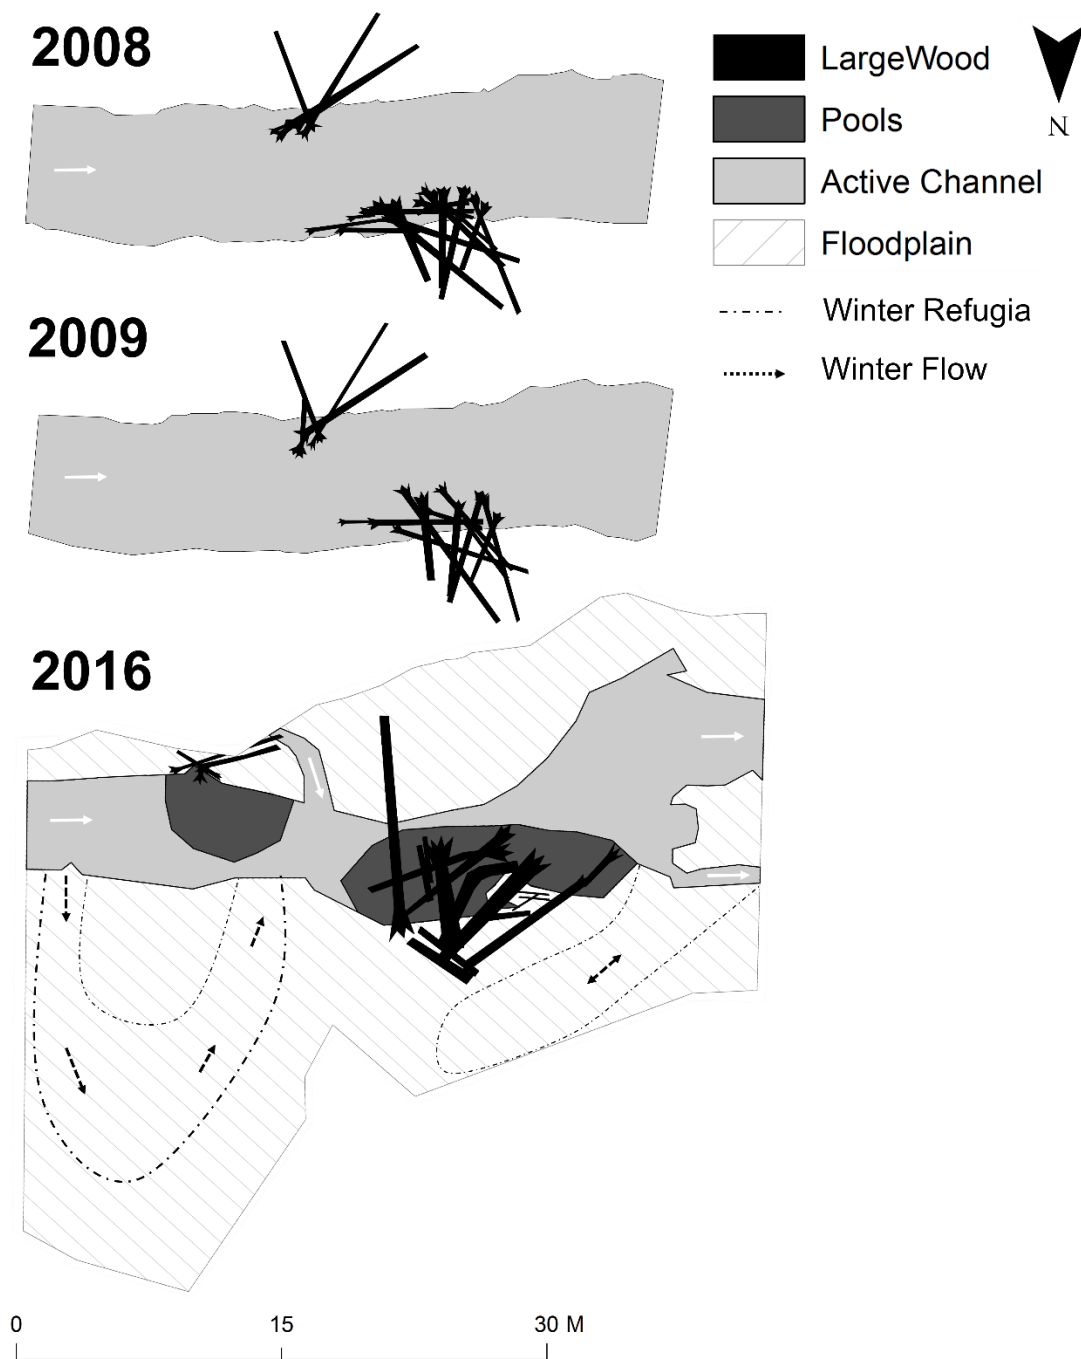 2008
LargeWood
Pools
N
Active Channel
Floodplain
Winter Refugia
2009
Winter Flow
2016
0 15 30 M